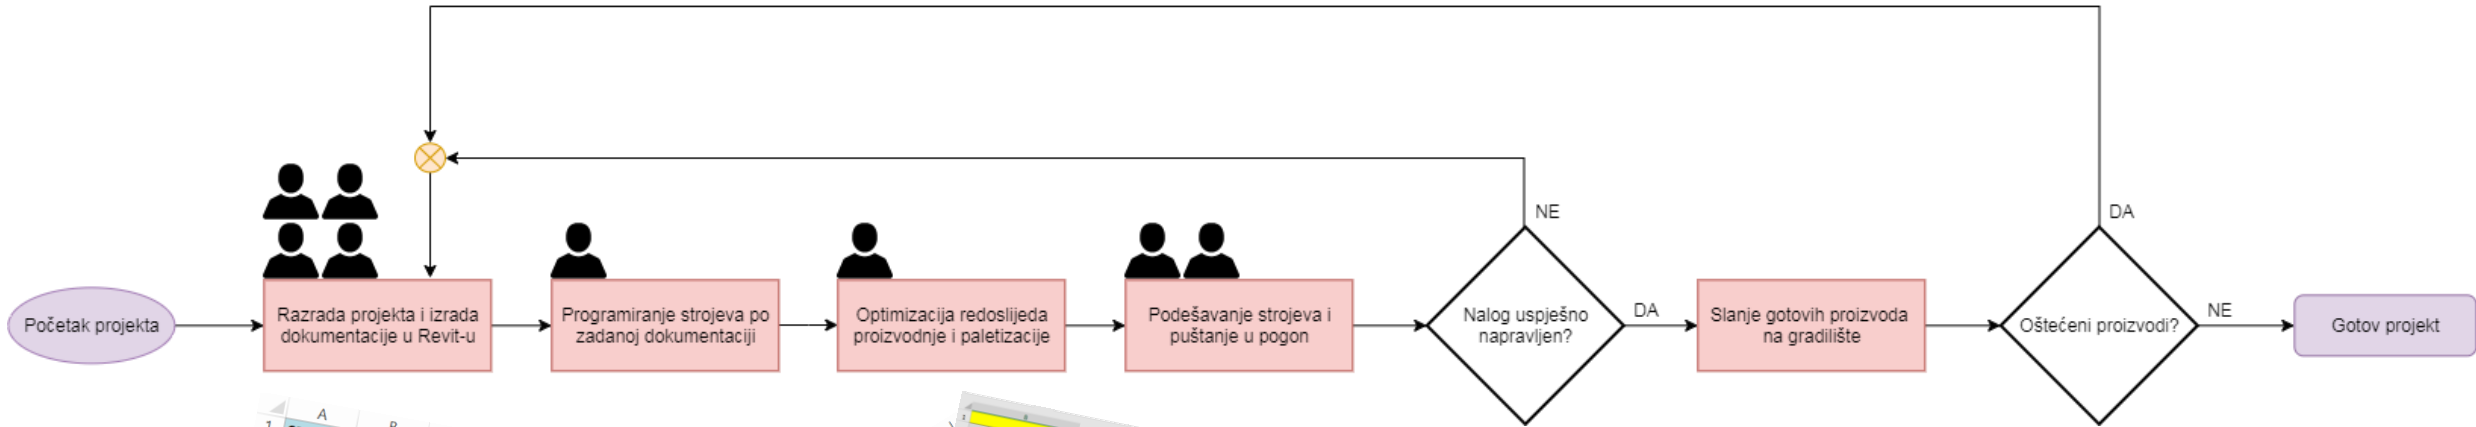 NE
DA
Početak projekta
Razrada projekta i izrada
dokumentacije u Revit-u
Programiranje strojeva po
zadanoj dokumentaciji
Optimizacija redoslijeda
proizvodnje i paletizacije
Podešavanje strojeva i
puštanje u pogon
Nalog uspješno
napravljen?
DA
Slanje gotovih proizvoda
na gradilište
Oštećeni proizvodi?
NE
Gotov projekt
A
1